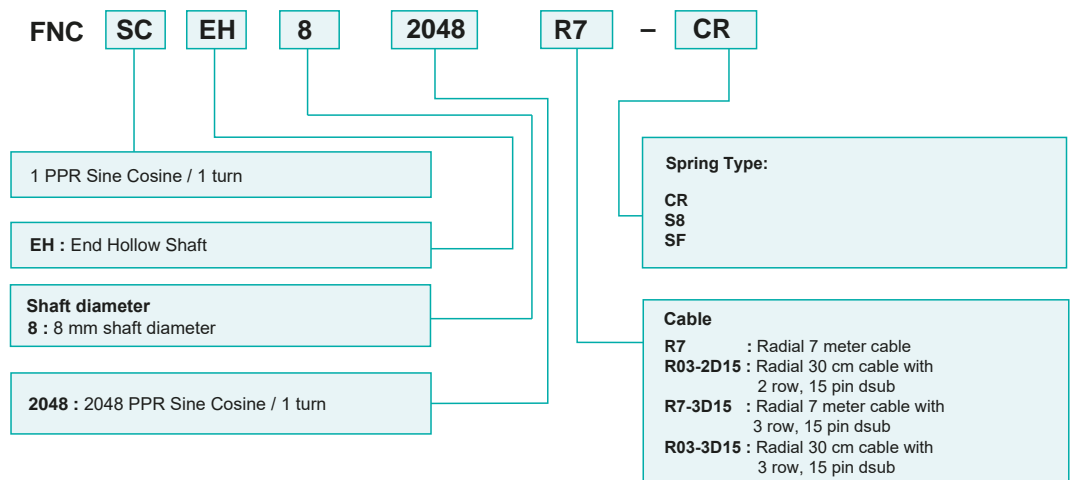 FNC SC EH 8 2048 R7 – CR
1 PPR Sine Cosine / 1 turn
EH : End Hollow Shaft
Shaft diameter
8 : 8 mm shaft diameter
2048 : 2048 PPR Sine Cosine / 1 turn
Spring Type:
CR
S8
SF
Cable
R7 : Radial 7 meter cable
R03-2D15 : Radial 30 cm cable with
2 row, 15 pin dsub
R7-3D15 : Radial 7 meter cable with
3 row, 15 pin dsub
R03-3D15 : Radial 30 cm cable with
3 row, 15 pin dsub